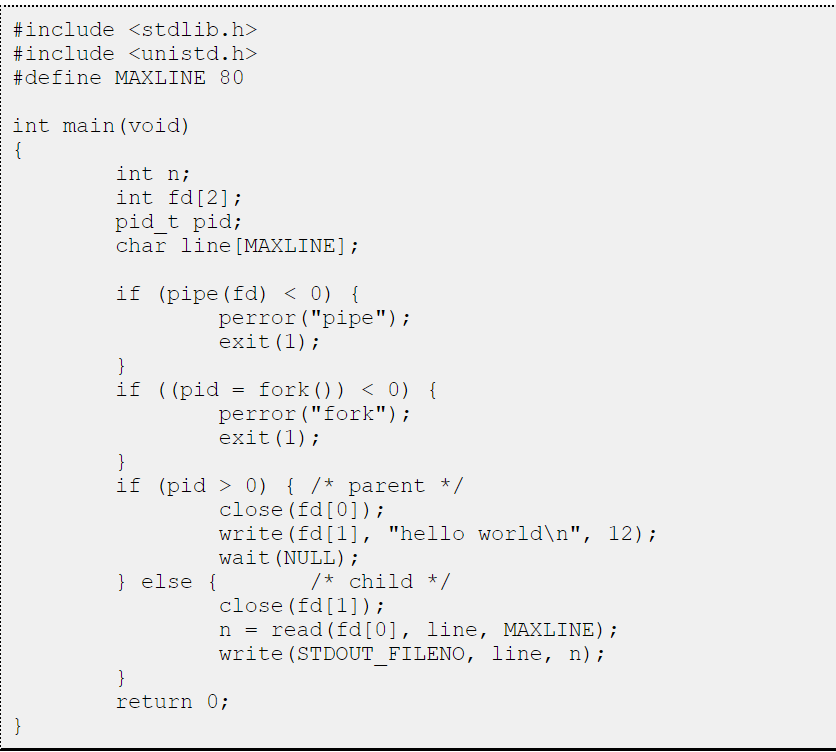 #include <stdlib.h>
#include <unistd.h>
#define MAXLINE 80
int main(void)
{
int n;
int fd[2];
pid_t pid;
char line[MAXLINE];
if (pipe(fd) < 0) {
perror("pipe");
exit(1);
}
if ((pid = fork()) < 0) {
perror("fork");
exit(1);
}
if (pid > 0) { /* parent */
close(fd[0]);
write(fd[1], "hello world\n", 12);
wait(NULL);
} else { /* child */
close(fd[1]);
n = read(fd[0], line, MAXLINE);
write(STDOUT_FILENO, line, n);
}
return 0;
}